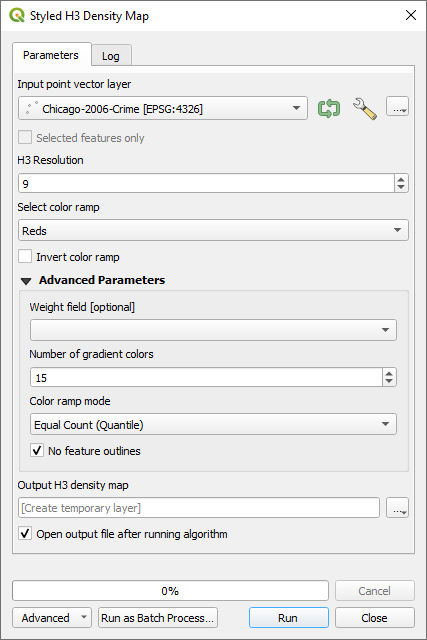 Styled H3 Density Map
Parameters
Log
Input point vector layer
Chicago-2006-Crime [EPSG:4326]
...
Selected features only
H3 Resolution
9
Select color ramp
Reds
Invert color ramp
Advanced Parameters
Weight field [optional]
Number of gradient colors
15
Color ramp mode
Equal Count (Quantile)
No feature outlines
Output H3 density map
[Create temporary layer]
...
Open output file after running algorithm
0%
Cancel
Advanced
Run as Batch Process...
Run
Close